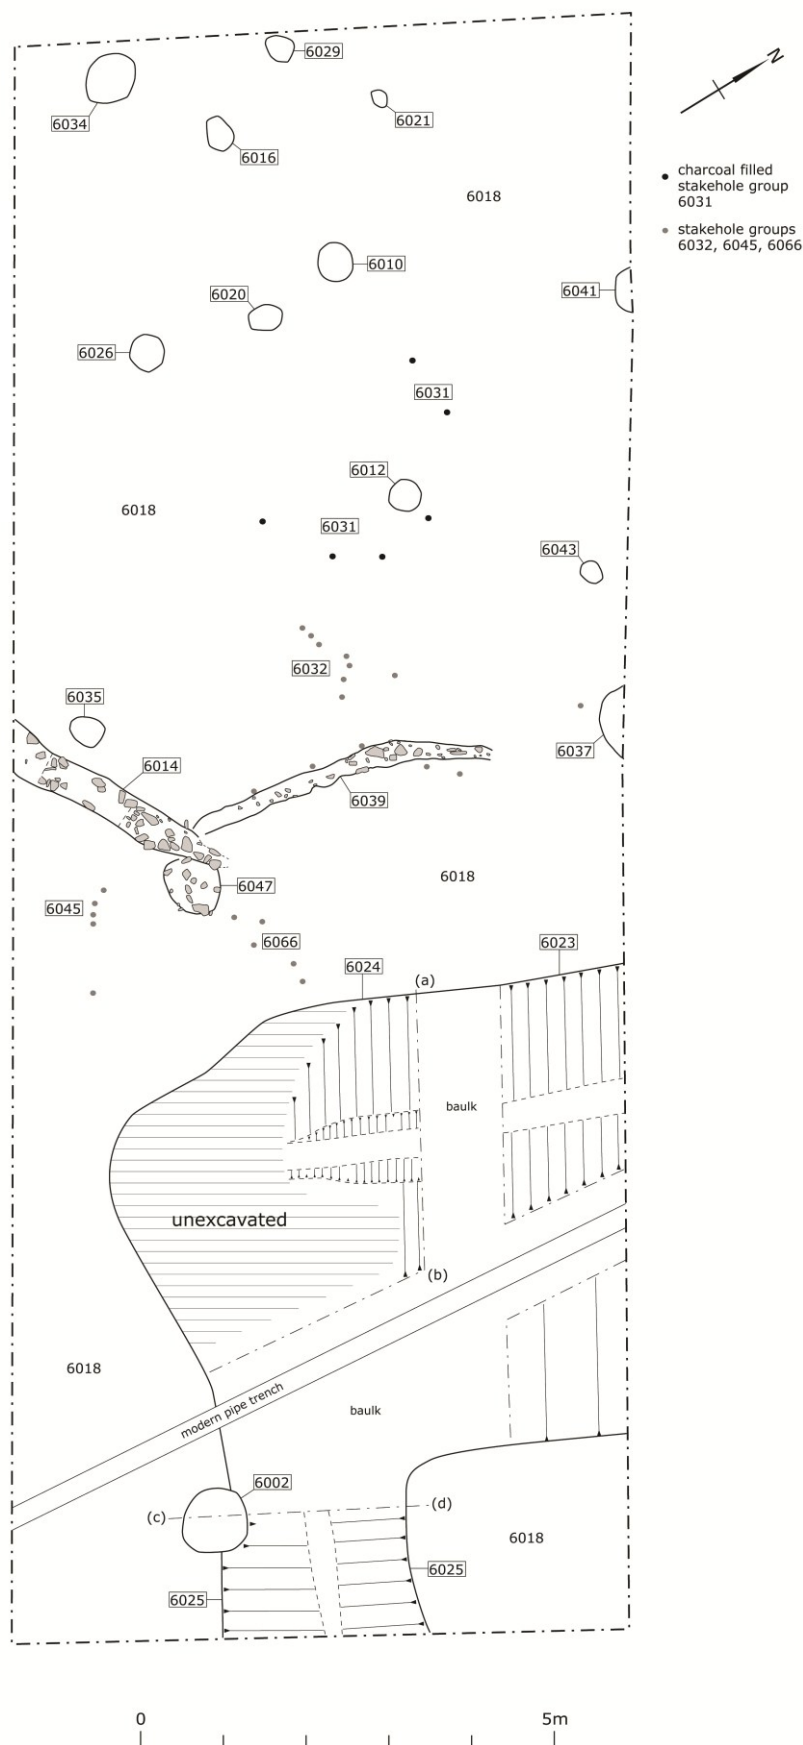 6029
N
6034
6021
6016
charcoal filled
stakehole group
6031
6018
stakehole groups
6032, 6045, 6066
6010
6020
6041
6026
6031
6012
6018
6031
6043
6032
6035
6037
6014
6039
6018
6047
6045
6066
6023
6024
(a)
baulk
unexcavated
(b)
6018
modern pipe trench
baulk
6002
(c)
(d)
6018
6025
6025
0
5m